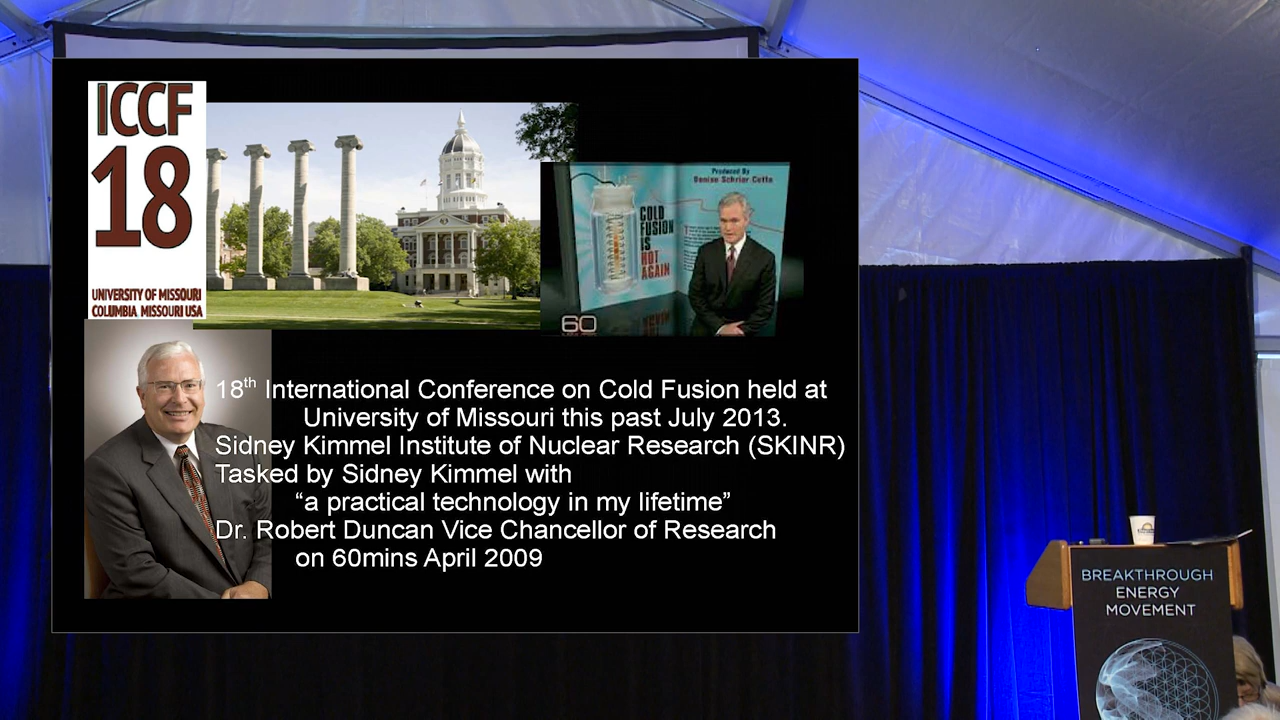 ICCF
18
UNIVERSITY OF MISSOURI
COLUMBIA MISSOURI USA
Produced By
Denise Schrier Cetta
COLD
FUSION
IS
HOT
AGAIN
60
18th International Conference on Cold Fusion held at
University of Missouri this past July 2013.
Sidney Kimmel Institute of Nuclear Research (SKINR)
Tasked by Sidney Kimmel with
“a practical technology in my lifetime”
Dr. Robert Duncan Vice Chancellor of Research
on 60mins April 2009
BREAKTHROUGH
ENERGY
MOVEMENT